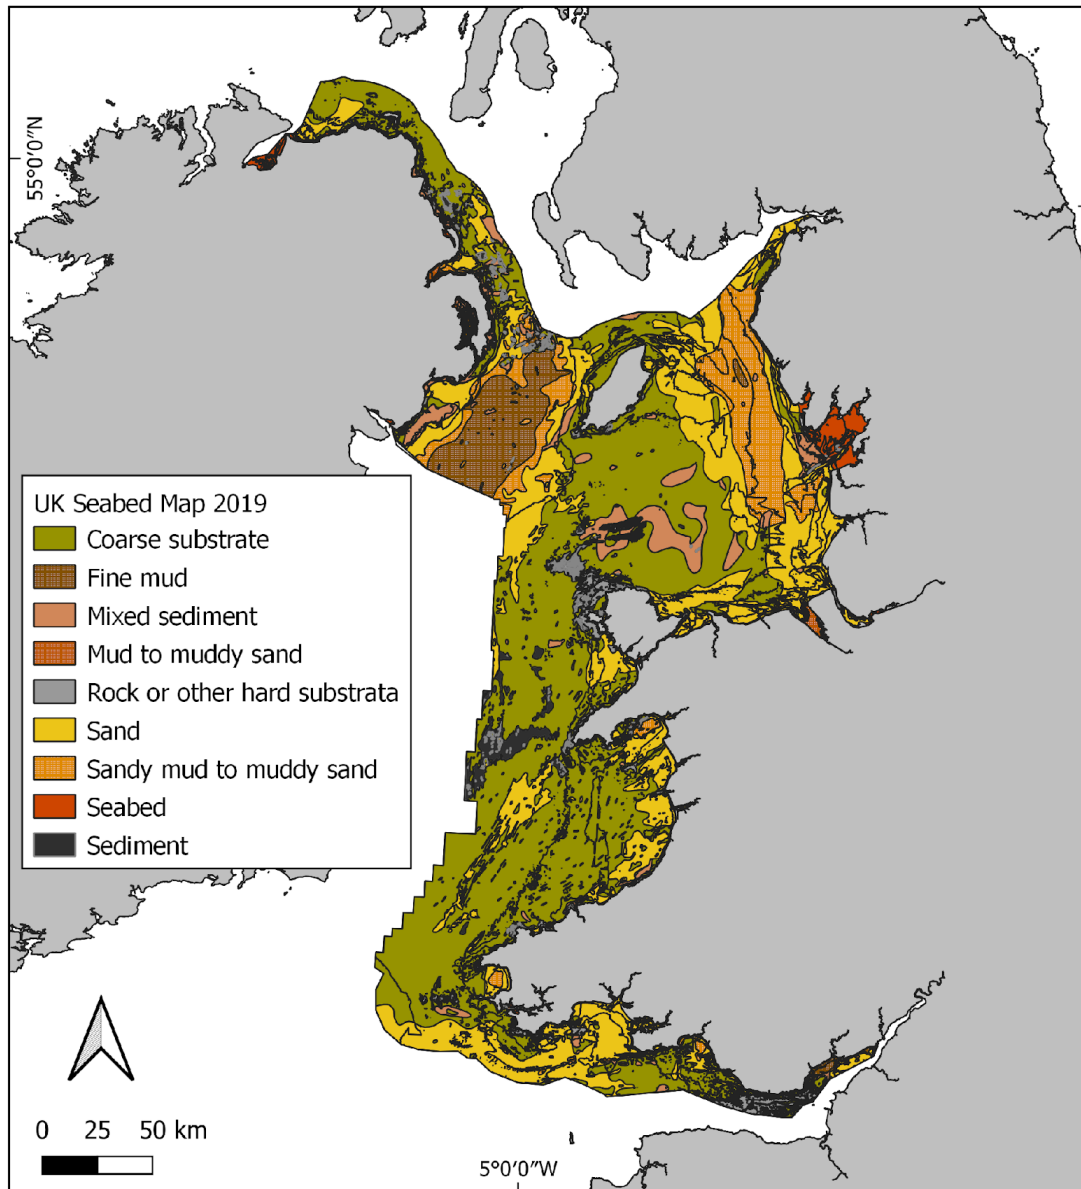 55°0′0″N
UK Seabed Map 2019
Coarse substrate
Fine mud
Mixed sediment
Mud to muddy sand
Rock or other hard substrata
Sand
Sandy mud to muddy sand
Seabed
Sediment
0 25 50 km
5°0′0″W